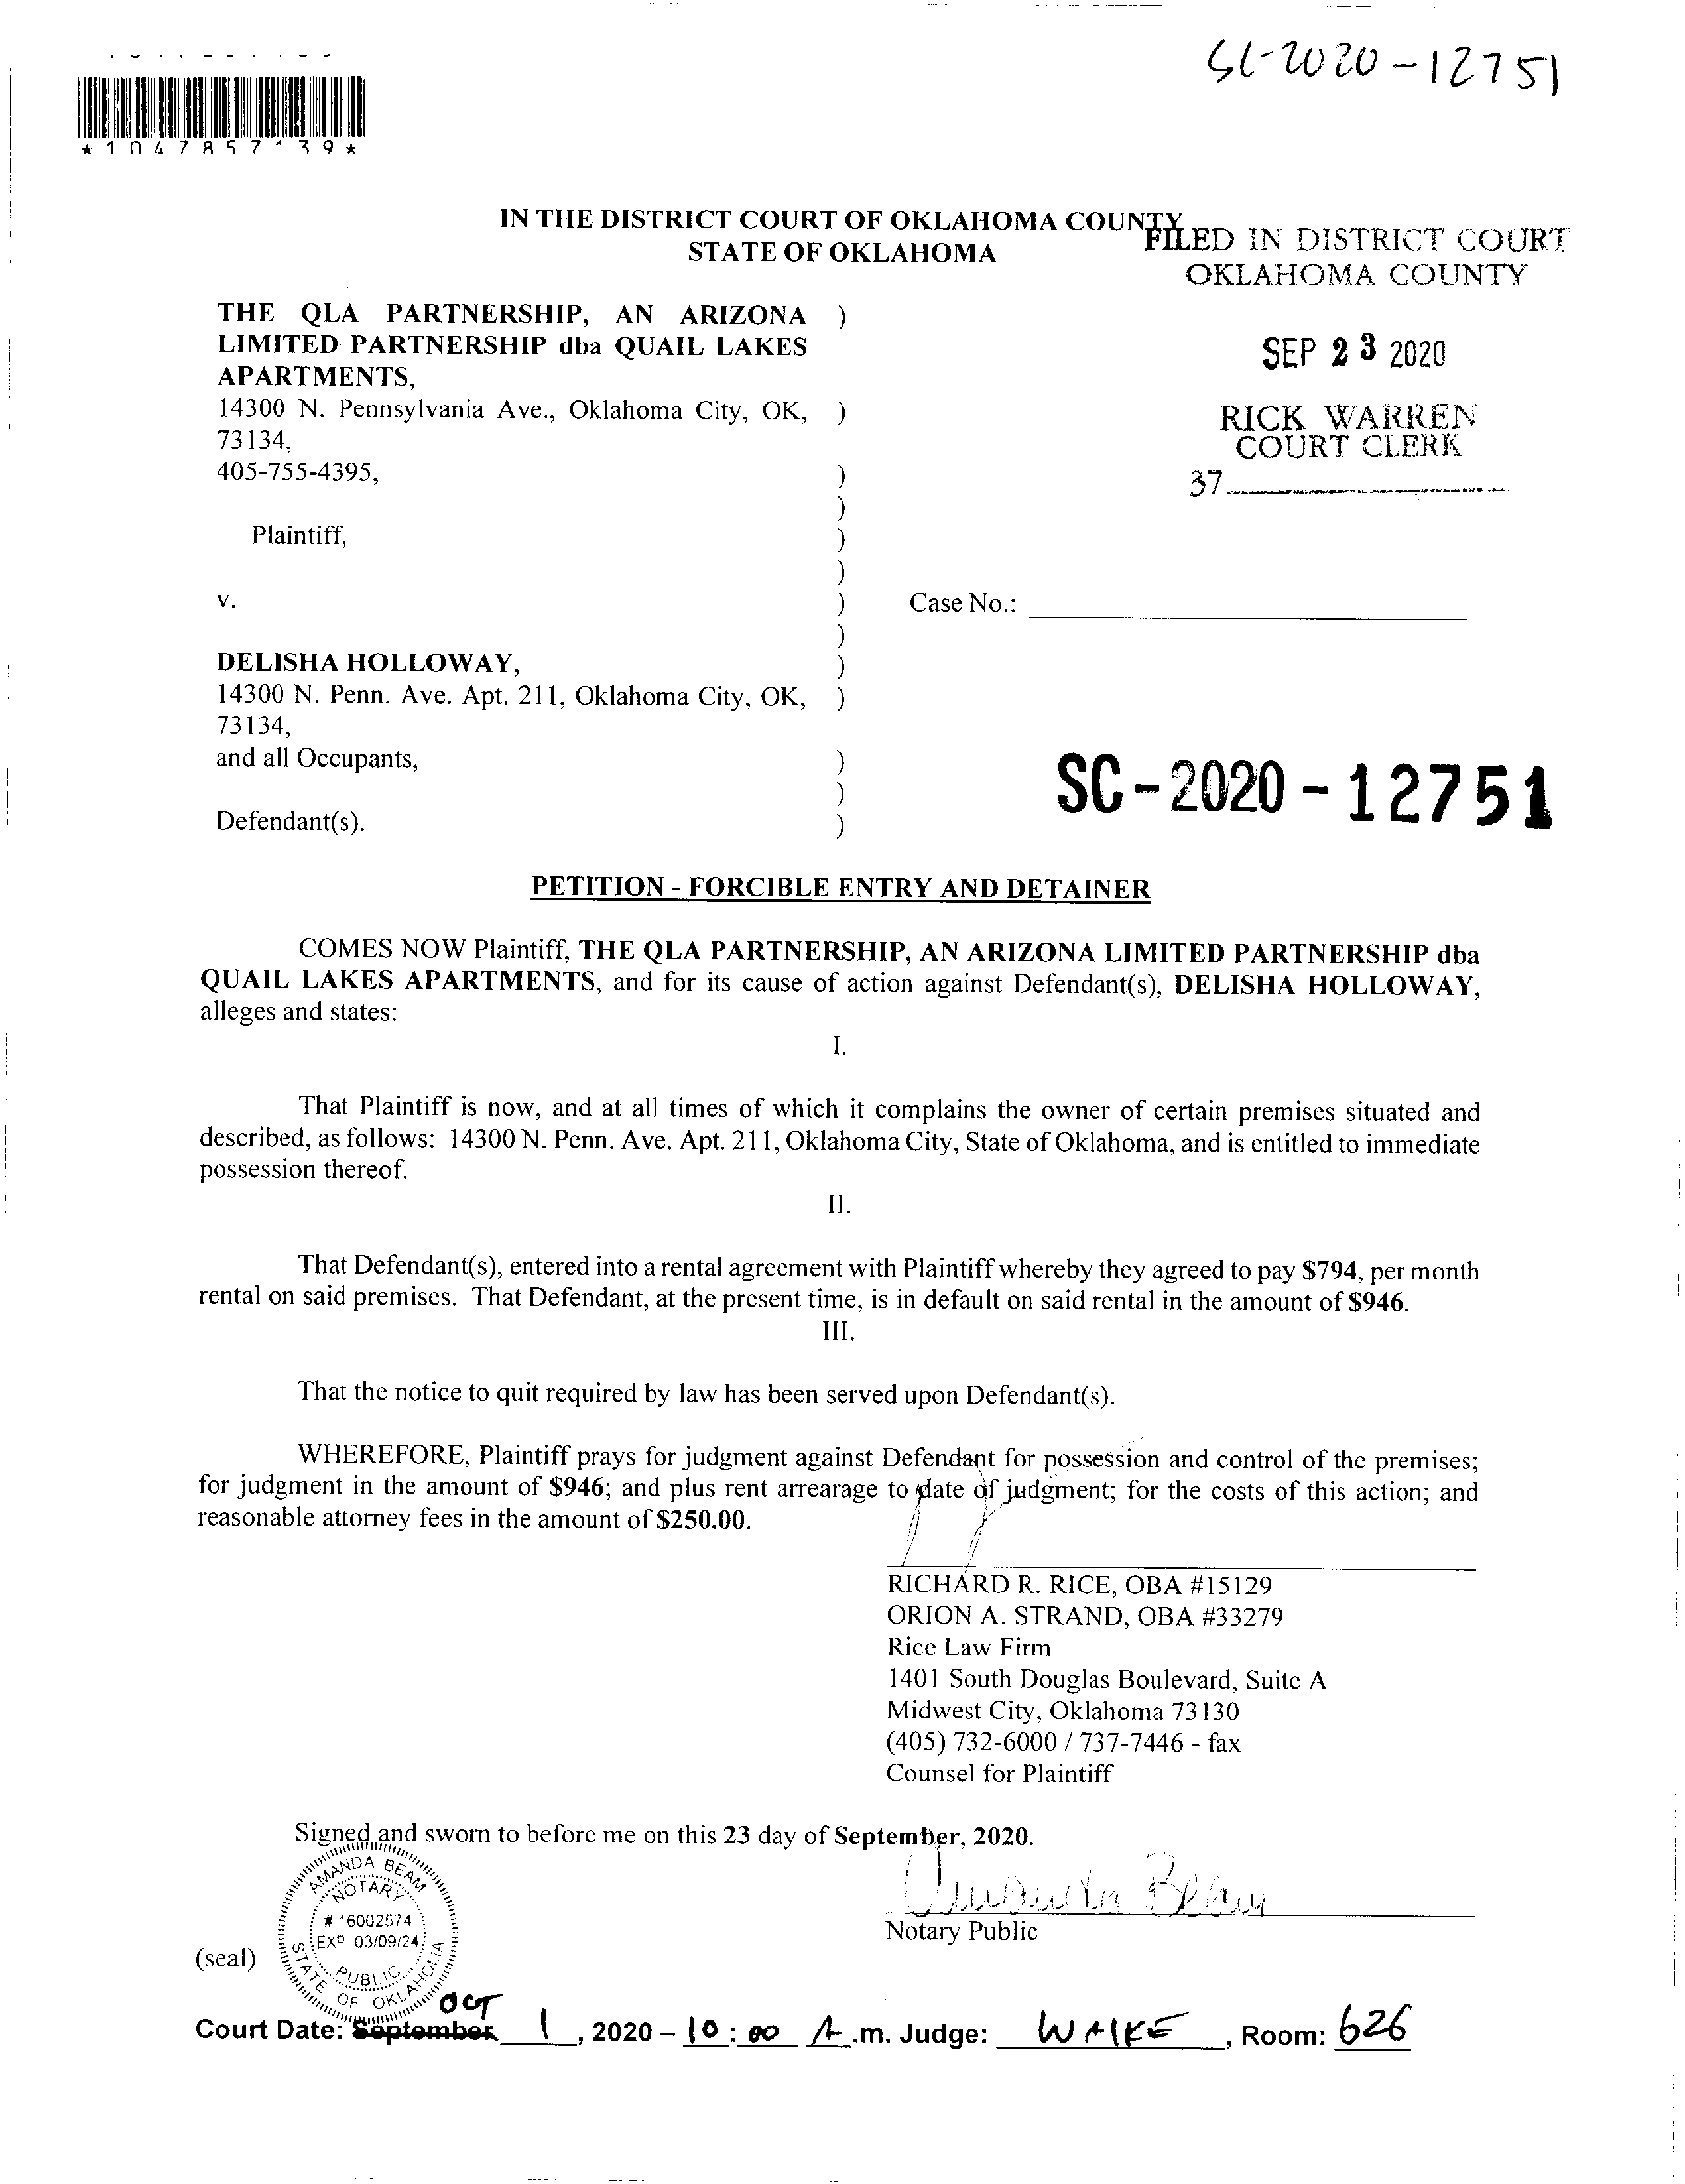 SC-2020-12751
*1047857139*
IN THE DISTRICT COURT OF OKLAHOMA COUNTY
STATE OF OKLAHOMA
FILED IN DISTRICT COURT
OKLAHOMA COUNTY
SEP 23 2020
RICK WARREN
COURT CLERK
37
THE QLA PARTNERSHIP, AN ARIZONA )
LIMITED PARTNERSHIP dba QUAIL LAKES
APARTMENTS,
14300 N. Pennsylvania Ave., Oklahoma City, OK, )
73134,
405-755-4395, )
)
Plaintiff, )
)
v. ) Case No.:
)
DELISHA HOLLOWAY, )
14300 N. Penn. Ave. Apt. 211, Oklahoma City, OK, )
73134,
and all Occupants, )
)
Defendant(s). )
SC-2020-12751
PETITION - FORCIBLE ENTRY AND DETAINER
COMES NOW Plaintiff, THE QLA PARTNERSHIP, AN ARIZONA LIMITED PARTNERSHIP dba
QUAIL LAKES APARTMENTS, and for its cause of action against Defendant(s), DELISHA HOLLOWAY,
alleges and states:
I.
That Plaintiff is now, and at all times of which it complains the owner of certain premises situated and
described, as follows: 14300 N. Penn. Ave. Apt. 211, Oklahoma City, State of Oklahoma, and is entitled to immediate
possession thereof.
II.
That Defendant(s), entered into a rental agreement with Plaintiff whereby they agreed to pay $794, per month
rental on said premises. That Defendant, at the present time, is in default on said rental in the amount of $946.
III.
That the notice to quit required by law has been served upon Defendant(s).
WHEREFORE, Plaintiff prays for judgment against Defendant for possession and control of the premises;
for judgment in the amount of $946; and plus rent arrearage to date of judgment; for the costs of this action; and
reasonable attorney fees in the amount of $250.00.
RICHARD R. RICE, OBA #15129
ORION A. STRAND, OBA #33279
Rice Law Firm
1401 South Douglas Boulevard, Suite A
Midwest City, Oklahoma 73130
(405) 732-6000 / 737-7446 - fax
Counsel for Plaintiff
Signed and sworn to before me on this 23 day of September, 2020.
Amanda Beam
Notary Public
(seal)
AMANDA BEAM
NOTARY
# 16002574
EXP 03/09/24
PUBLIC
STATE OF OKLAHOMA
OCT
Court Date: September 1, 2020 – 10:00 A.m. Judge: WALKE, Room: 626